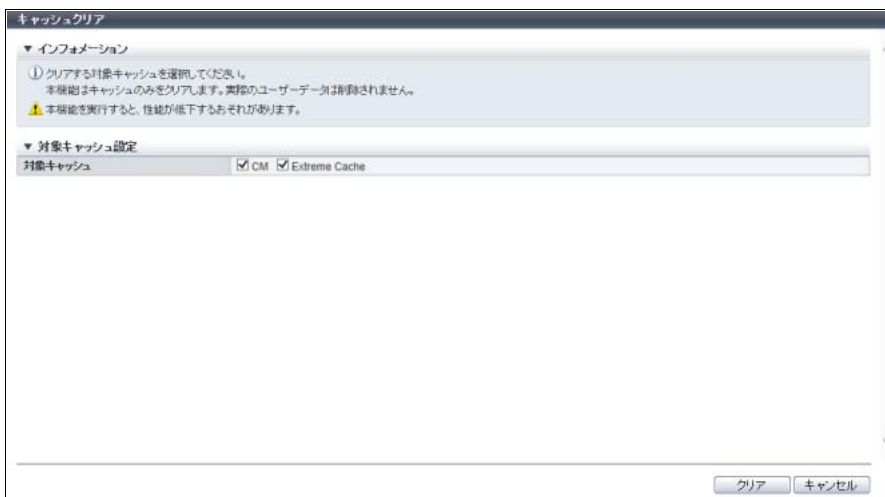 キャッシュクリア
▼ インフォメーション
クリアする対象キャッシュを選択してください。
本機能はキャッシュのみをクリアします。実際のユーザーデータは削除されません。
本機能を実行すると、性能が低下するおそれがあります。
▼ 対象キャッシュ設定
対象キャッシュ CM Extreme Cache
クリア キャンセル